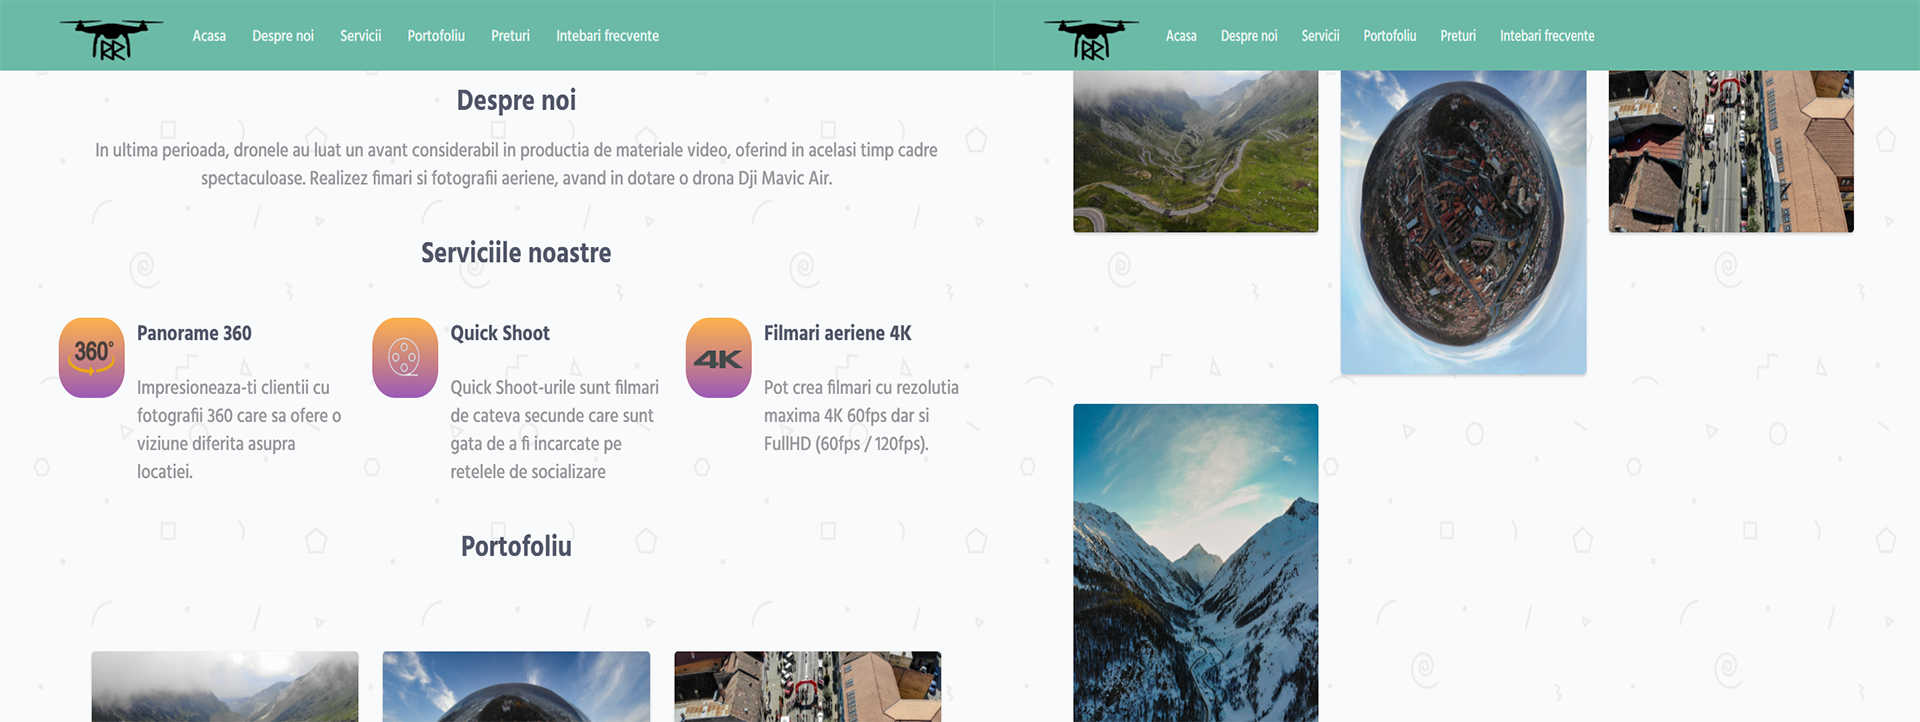 Acasa
Despre noi
Servicii
Portofoliu
Preturi
Intebari frecvente
Despre noi
In ultima perioada, dronele au luat un avant considerabil in productia de materiale video, oferind in acelasi timp cadre
spectaculoase. Realizez fimari si fotografii aeriene, avand in dotare o drona Dji Mavic Air.
Serviciile noastre
360°
Panorame 360
Impresioneaza-ti clientii cu
fotografii 360 care sa ofere o
viziune diferita asupra
locatiei.
Quick Shoot
Quick Shoot-urile sunt filmari
de cateva secunde care sunt
gata de a fi incarcate pe
retelele de socializare
4K
Filmari aeriene 4K
Pot crea filmari cu rezolutia
maxima 4K 60fps dar si
FullHD (60fps / 120fps).
Portofoliu
Acasa
Despre noi
Servicii
Portofoliu
Preturi
Intebari frecvente